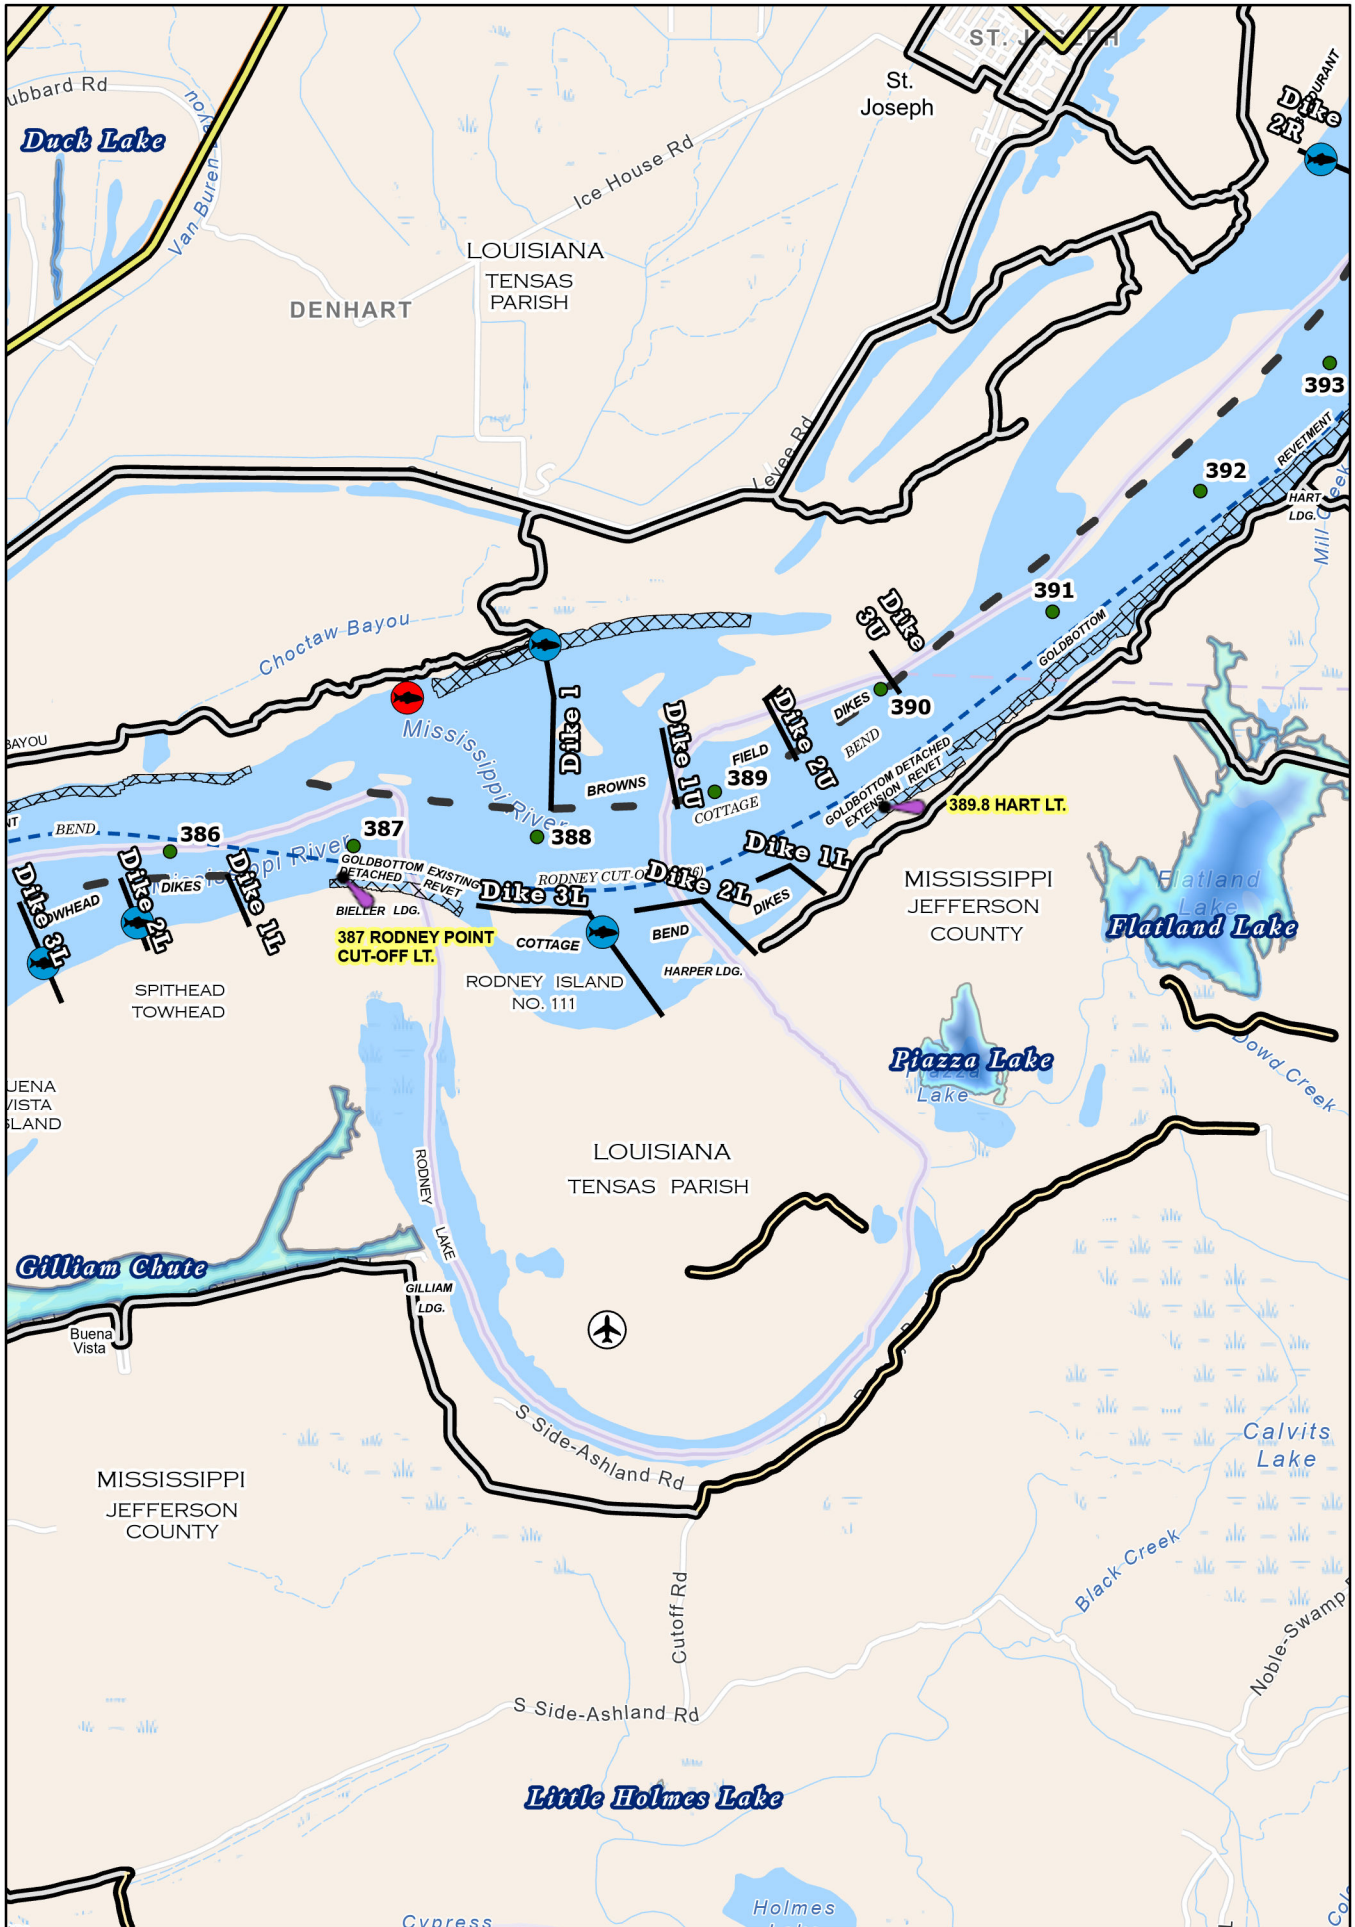 ST. JOSEPH
St.
Joseph
DURANT
Dike
2R
ubbard Rd
Duck Lake
Van Buren
Ice House Rd
LOUISIANA
TENSAS
PARISH
DENHART
393
Levee Rd
REVETMENT
392
HART
LDG.
Mill Creek
391
Dike
3U
GOLDBOTTOM
Choctaw Bayou
Mississippi River
Dike 1
Dike 1U
Dike 2U
DIKES
390
BEND
FIELD
389
BROWNS
COTTAGE
GOLDBOTTOM DETACHED
EXTENSION REVET
389.8 HART LT.
BAYOU
NT
BEND
386
387
388
Mississippi River
GOLDBOTTOM EXISTING
DETACHED REVET
RODNEY CUT-O
Dike 1L
Dike 2L
Dike 3L
DIKES
Dike 3L
OWHEAD
Dike 2L
DIKES
Dike 1L
BIELLER LDG.
387 RODNEY POINT
CUT-OFF LT.
COTTAGE
BEND
HARPER LDG.
RODNEY ISLAND
NO. 111
SPITHEAD
TOWHEAD
MISSISSIPPI
JEFFERSON
COUNTY
Flatland
Lake
Flatland Lake
Piazza Lake
Piazza
Lake
Dowd Creek
UENA
VISTA
SLAND
LOUISIANA
TENSAS PARISH
RODNEY
LAKE
Gilliam Chute
GILLIAM
LDG.
Buena
Vista
S Side-Ashland Rd
Calvits
Lake
MISSISSIPPI
JEFFERSON
COUNTY
Black Creek
Cutoff Rd
Noble-Swamp
S Side-Ashland Rd
Little Holmes Lake
Holmes
Cypress